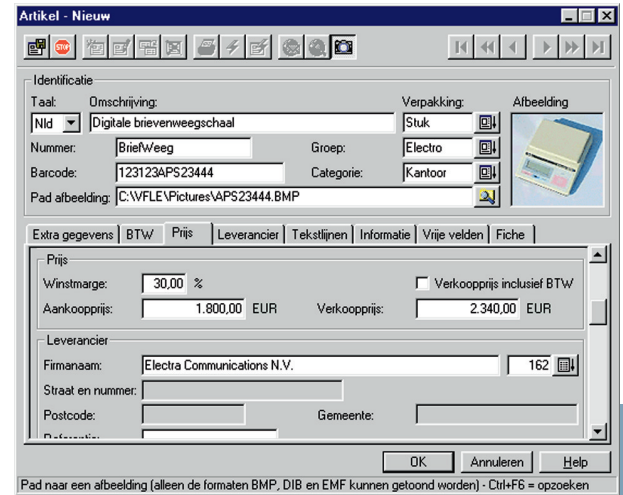 Artikel - Nieuw
STOP
Identificatie
Taal: Omschrijving: Verpakking: Afbeelding
Nld Digitale brievenweegschaal Stuk
Nummer: BriefWeeg Groep: Electro
Barcode: 123123APS23444 Categorie: Kantoor
Pad afbeelding: C:\VFLE\Pictures\APS23444.BMP
Extra gegevens BTW Prijs Leverancier Tekstlijnen Informatie Vrije velden Fiche
Prijs
Winstmarge: 30,00 % Verkoopprijs inclusief BTW
Aankoopprijs: 1.800,00 EUR Verkoopprijs: 2.340,00 EUR
Leverancier
Firmanaam: Electra Communications N.V. 162
Straat en nummer:
Postcode: Gemeente:
OK Annuleren Help
Pad naar een afbeelding (alleen de formaten BMP, DIB en EMF kunnen getoond worden) - Ctrl+F6 = opzoeken